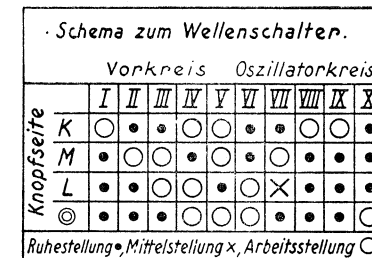 Schema zum Wellenschalter.
Vorkreis Oszillatorkreis
I II III IV V VI VII VIII IX X
Knopfseite
K ○ ● ● ○ ○ ● ● ○ ○ ●
M ● ○ ○ ○ ● ○ ○ ● ● ●
L ● ● ○ ○ ● ○ × ● ● ●
◎ ● ● ● ○ ○ ○ ● ● ● ○
Ruhestellung ●, Mittelstellung ×, Arbeitsstellung ○